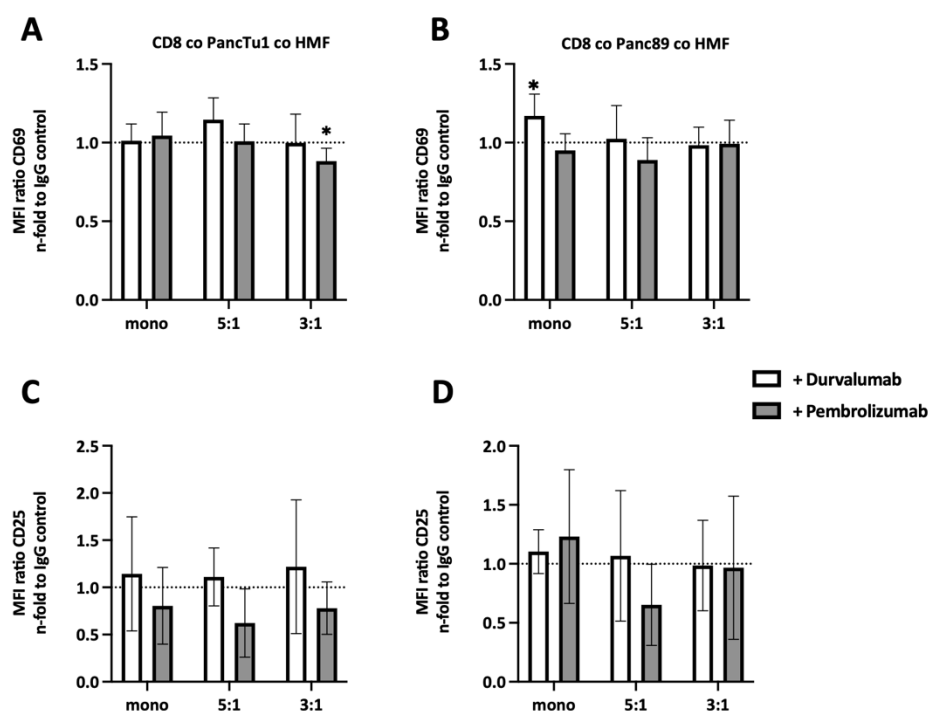 A
CD8 co PancTu1 co HMF
MFI ratio CD69
n-fold to IgG control
1.5
1.0
0.5
0.0
*
mono
5:1
3:1
B
CD8 co Panc89 co HMF
MFI ratio CD69
n-fold to IgG control
1.5
1.0
0.5
0.0
*
mono
5:1
3:1
+ Durvalumab
+ Pembrolizumab
C
MFI ratio CD25
n-fold to IgG control
2.5
2.0
1.5
1.0
0.5
0.0
mono
5:1
3:1
D
MFI ratio CD25
n-fold to IgG control
2.0
1.5
1.0
0.5
0.0
mono
5:1
3:1